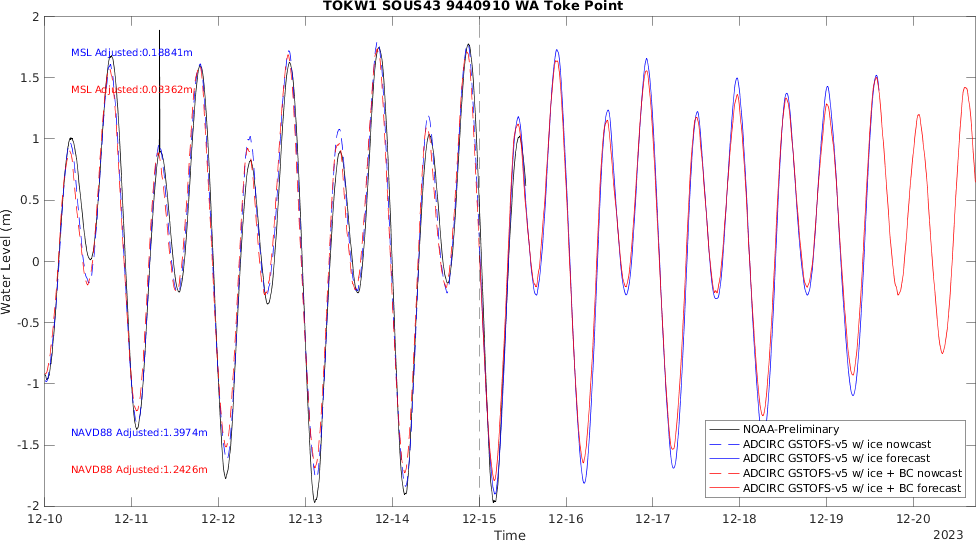 TOKW1 SOUS43 9440910 WA Toke Point
2
1.5
1
0.5
0
-0.5
-1
-1.5
-2
Water Level (m)
MSL Adjusted:0.18841m
MSL Adjusted:0.08362m
NAVD88 Adjusted:1.3974m
NAVD88 Adjusted:1.2426m
NOAA-Preliminary
ADCIRC GSTOFS-v5 w/ ice nowcast
ADCIRC GSTOFS-v5 w/ ice forecast
ADCIRC GSTOFS-v5 w/ ice + BC nowcast
ADCIRC GSTOFS-v5 w/ ice + BC forecast
12-10 12-11 12-12 12-13 12-14 12-15 12-16 12-17 12-18 12-19 12-20
Time
2023